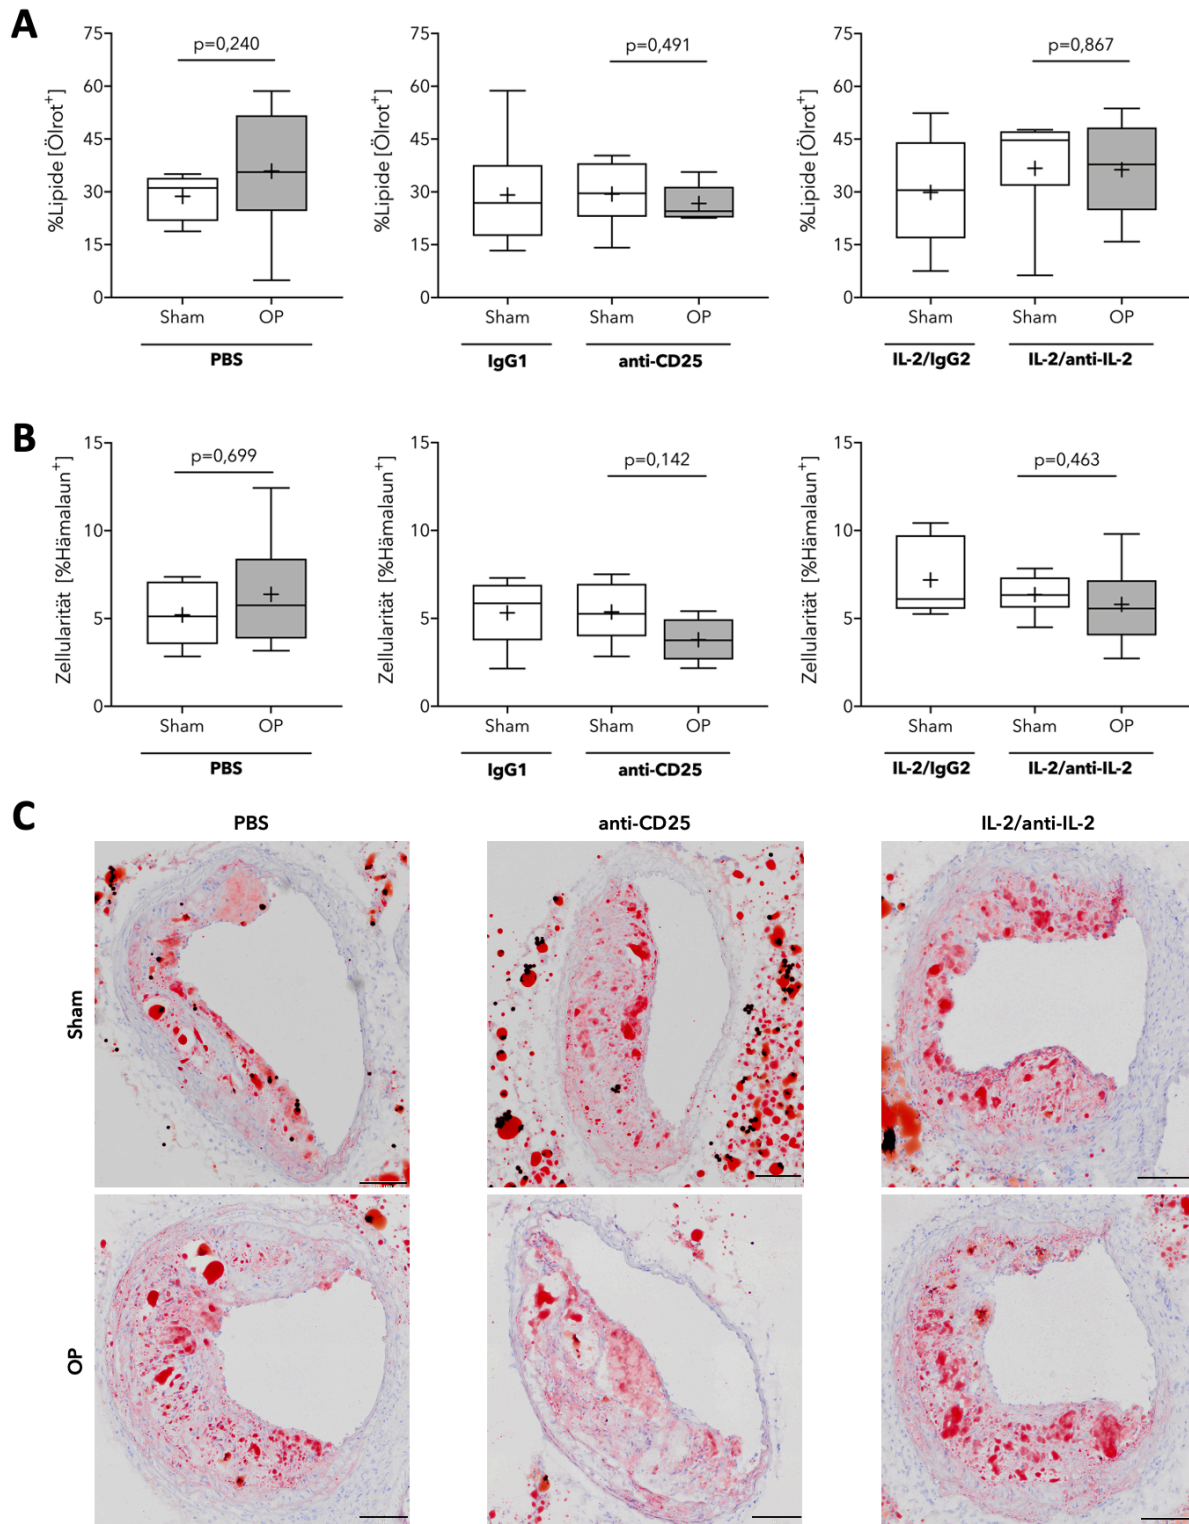 A
75
60
45
30
15
0
%Lipide [Ölrot+]
p=0,240
Sham OP
PBS
75
60
45
30
15
0
%Lipide [Ölrot+]
p=0,491
Sham Sham OP
IgG1 anti-CD25
75
60
45
30
15
0
%Lipide [Ölrot+]
p=0,867
Sham Sham OP
IL-2/IgG2 IL-2/anti-IL-2
B
15
10
5
0
Zellularität [%Hämalaun+]
p=0,699
Sham OP
PBS
15
10
5
0
Zellularität [%Hämalaun+]
p=0,142
Sham Sham OP
IgG1 anti-CD25
15
10
5
0
Zellularität [%Hämalaun+]
p=0,463
Sham Sham OP
IL-2/IgG2 IL-2/anti-IL-2
C
PBS anti-CD25 IL-2/anti-IL-2
Sham
OP